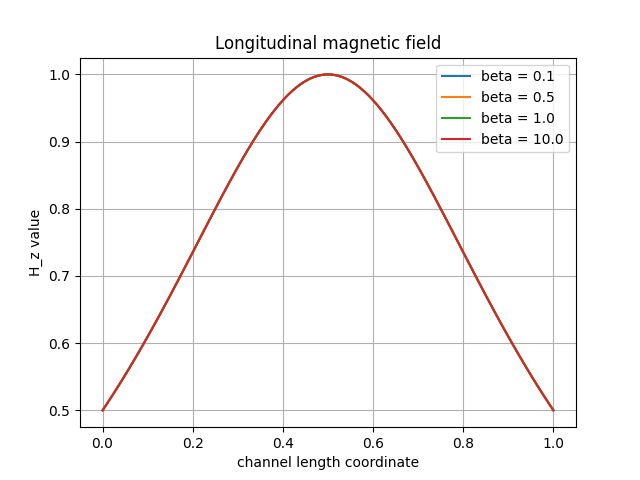 Longitudinal magnetic field
beta = 0.1
beta = 0.5
beta = 1.0
beta = 10.0
H_z value
1.0
0.9
0.8
0.7
0.6
0.5
0.0 0.2 0.4 0.6 0.8 1.0
channel length coordinate